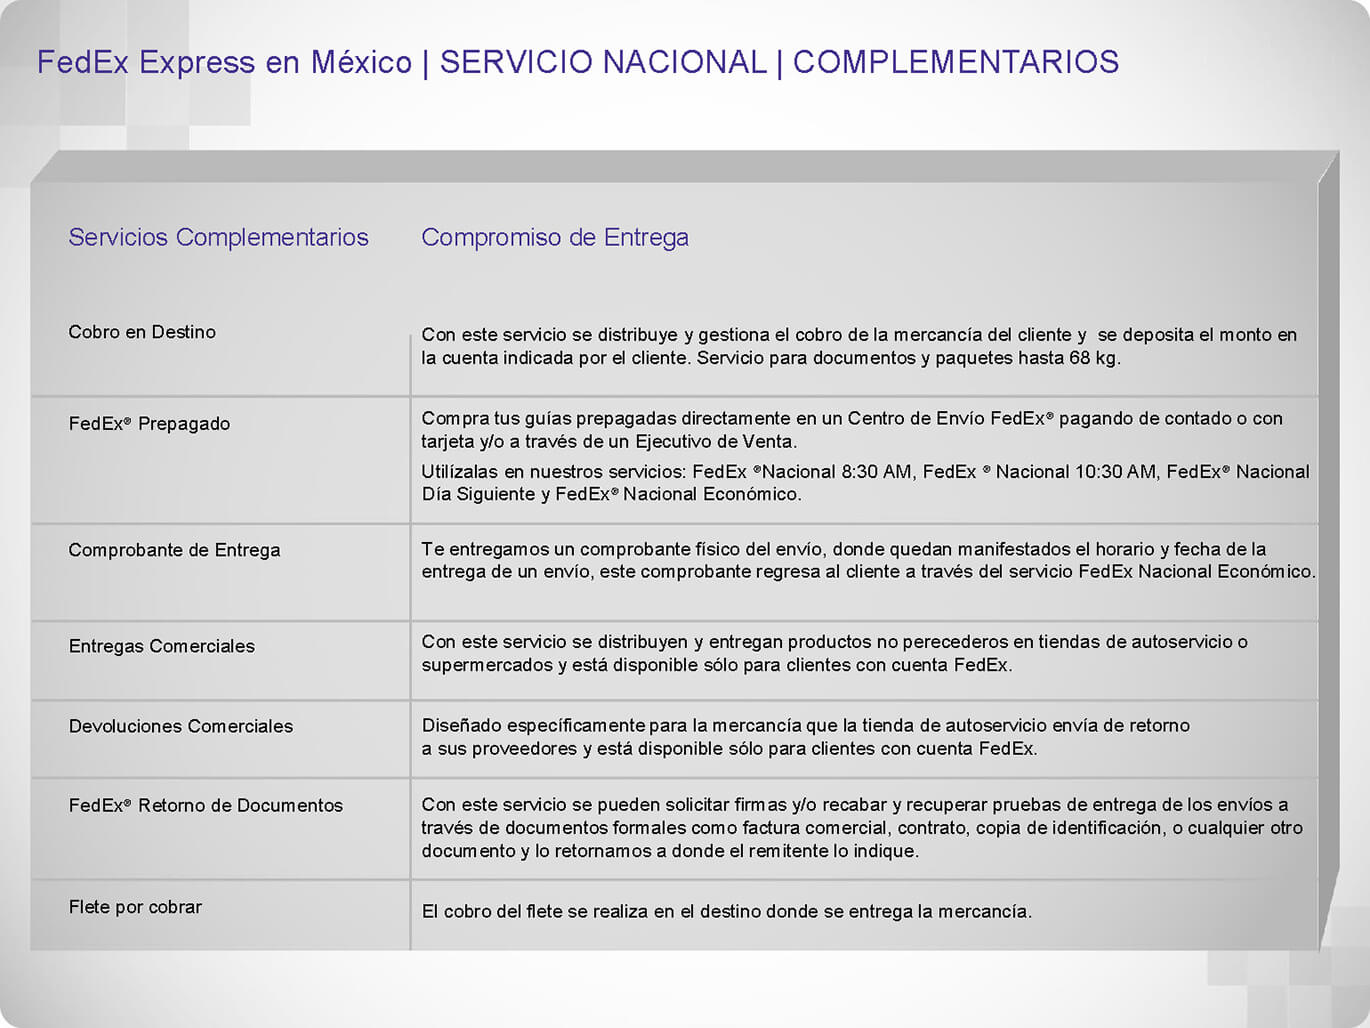 FedEx Express en México | SERVICIO NACIONAL | COMPLEMENTARIOS
Servicios Complementarios
Compromiso de Entrega
Cobro en Destino
Con este servicio se distribuye y gestiona el cobro de la mercancía del cliente y  se deposita el monto en
la cuenta indicada por el cliente. Servicio para documentos y paquetes hasta 68 kg.
FedEx® Prepagado
Compra tus guías prepagadas directamente en un Centro de Envío FedEx® pagando de contado o con
tarjeta y/o a través de un Ejecutivo de Venta.
Utilízalas en nuestros servicios: FedEx ®Nacional 8:30 AM, FedEx ® Nacional 10:30 AM, FedEx® Nacional
Día Siguiente y FedEx® Nacional Económico.
Comprobante de Entrega
Te entregamos un comprobante físico del envío, donde quedan manifestados el horario y fecha de la
entrega de un envío, este comprobante regresa al cliente a través del servicio FedEx Nacional Económico.
Entregas Comerciales
Con este servicio se distribuyen y entregan productos no perecederos en tiendas de autoservicio o
supermercados y está disponible sólo para clientes con cuenta FedEx.
Devoluciones Comerciales
Diseñado específicamente para la mercancía que la tienda de autoservicio envía de retorno
a sus proveedores y está disponible sólo para clientes con cuenta FedEx.
FedEx® Retorno de Documentos
Con este servicio se pueden solicitar firmas y/o recabar y recuperar pruebas de entrega de los envíos a
través de documentos formales como factura comercial, contrato, copia de identificación, o cualquier otro
documento y lo retornamos a donde el remitente lo indique.
Flete por cobrar
El cobro del flete se realiza en el destino donde se entrega la mercancía.